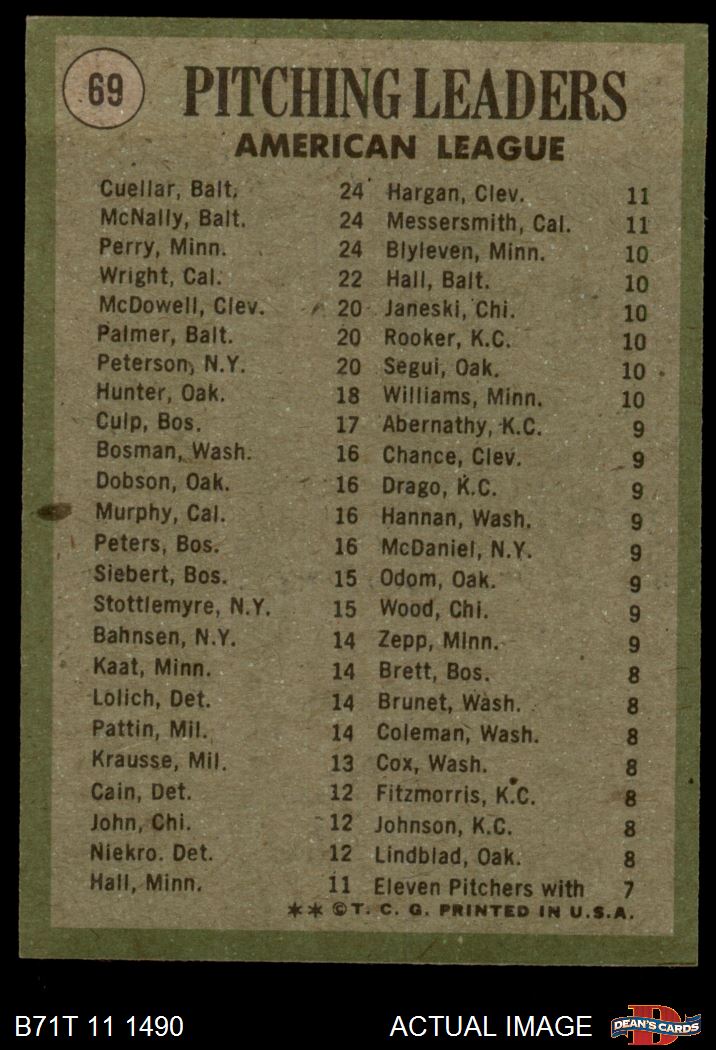 69 PITCHING LEADERS
AMERICAN LEAGUE
Cuellar, Balt. 24 Hargan, Clev. 11
McNally, Balt. 24 Messersmith, Cal. 11
Perry, Minn. 24 Blyleven, Minn. 10
Wright, Cal. 22 Hall, Balt. 10
McDowell, Clev. 20 Janeski, Chi. 10
Palmer, Balt. 20 Rooker, K.C. 10
Peterson, N.Y. 20 Segui, Oak. 10
Hunter, Oak. 18 Williams, Minn. 10
Culp, Bos. 17 Abernathy, K.C. 9
Bosman, Wash. 16 Chance, Clev. 9
Dobson, Oak. 16 Drago, K.C. 9
Murphy, Cal. 16 Hannan, Wash. 9
Peters, Bos. 16 McDaniel, N.Y. 9
Siebert, Bos. 15 Odom, Oak. 9
Stottlemyre, N.Y. 15 Wood, Chi. 9
Bahnsen, N.Y. 14 Zepp, Minn. 9
Kaat, Minn. 14 Brett, Bos. 8
Lolich, Det. 14 Brunet, Wash. 8
Pattin, Mil. 14 Coleman, Wash. 8
Krausse, Mil. 13 Cox, Wash. 8
Cain, Det. 12 Fitzmorris, K.C. 8
John, Chi. 12 Johnson, K.C. 8
Niekro. Det. 12 Lindblad, Oak. 8
Hall, Minn. 11 Eleven Pitchers with 7
** © T. C. G. PRINTED IN U.S.A.
B71T 11 1490 ACTUAL IMAGE DEAN'S CARDS